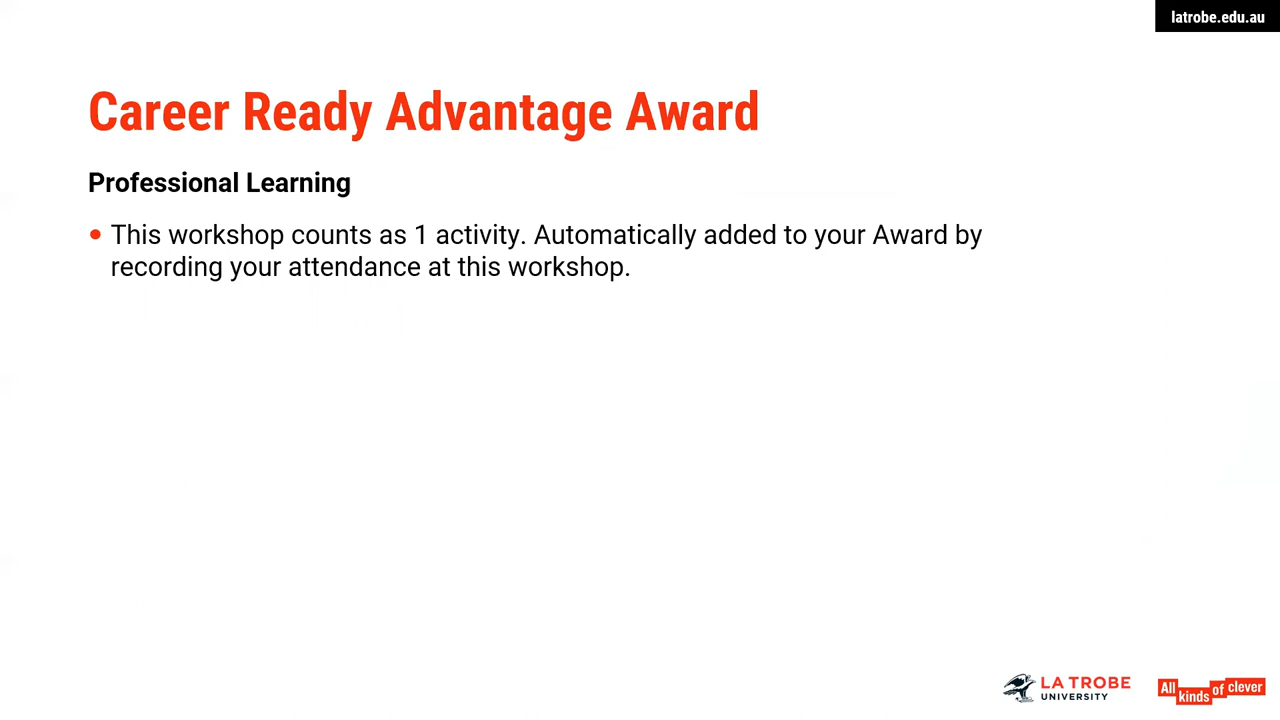 latrobe.edu.au
Career Ready Advantage Award
Professional Learning
• This workshop counts as 1 activity. Automatically added to your Award by
recording your attendance at this workshop.
LA TROBE
UNIVERSITY
All kinds of clever